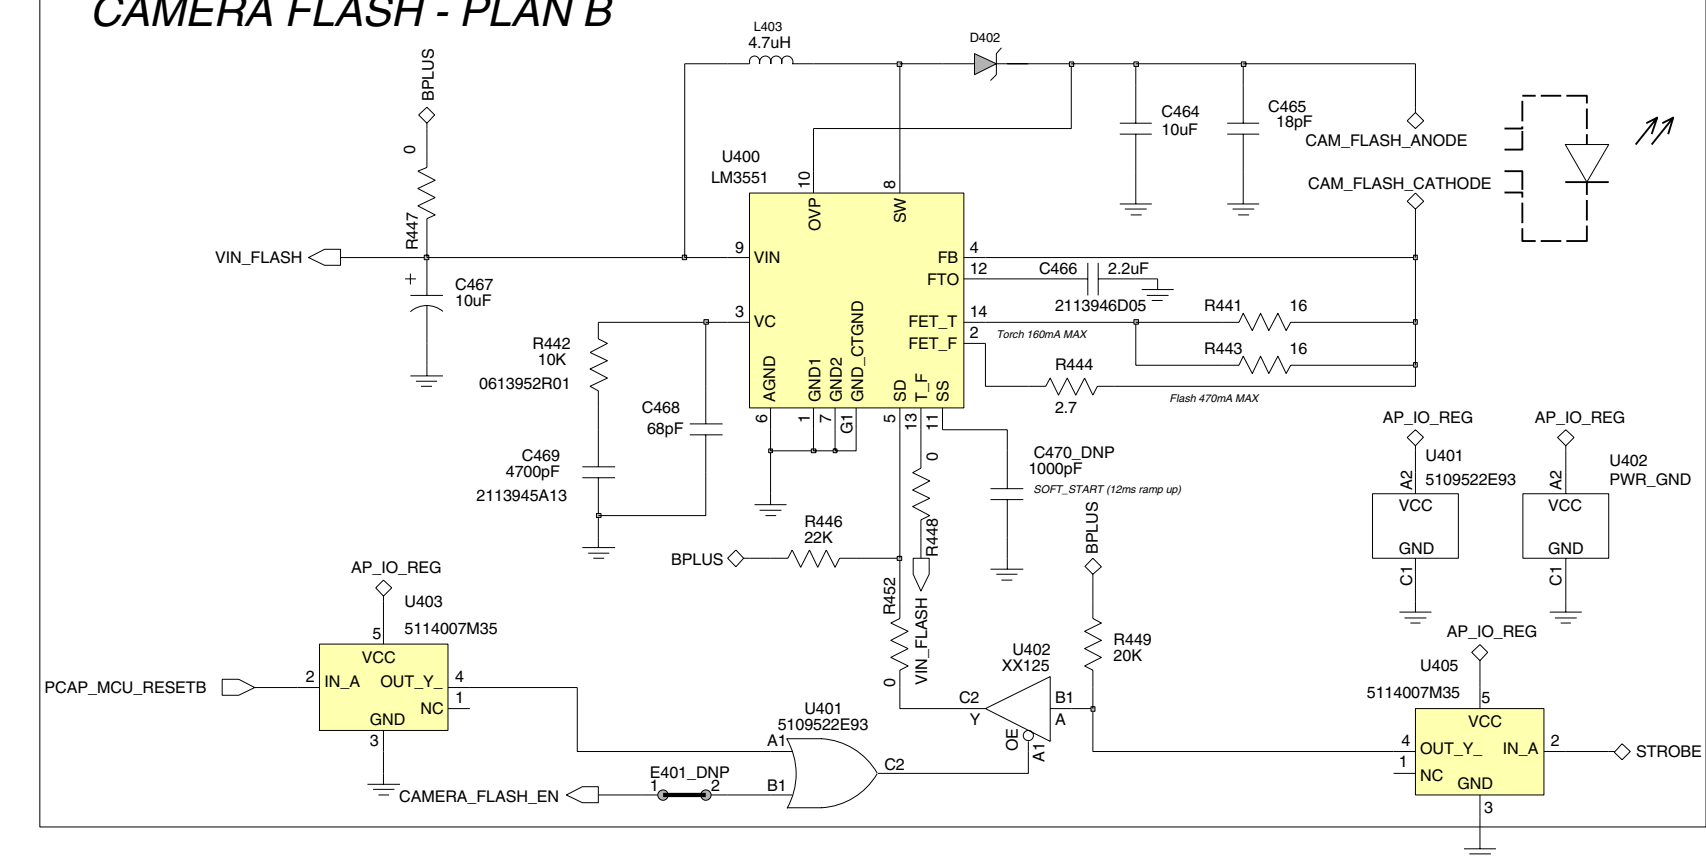 CAMERA FLASH - PLAN B
L403
4.7uH
D402
BPLUS
0
R447
VIN_FLASH
+
C467
10uF
U400
LM3551
10
OVP
8
SW
C464
10uF
C465
18pF
CAM_FLASH_ANODE
CAM_FLASH_CATHODE
9
VIN
FB
4
FTO
12
C466
2.2uF
2113946D05
3
VC
FET_T
14
Torch 160mA MAX
FET_F
2
R441
16
R443
16
R444
2.7
Flash 470mA MAX
R442
10K
0613952R01
C468
68pF
C469
4700pF
2113945A13
AGND
GND1
GND2
GND_CTGND
SD
T_F
SS
6
1
7
G1
5
13
11
0
R448
VIN_FLASH
C470_DNP
1000pF
SOFT_START (12ms ramp up)
R446
22K
BPLUS
R452
0
BPLUS
R449
20K
AP_IO_REG
U401
5109522E93
A2
VCC
GND
C1
AP_IO_REG
U402
PWR_GND
A2
VCC
GND
C1
AP_IO_REG
U403
5114007M35
5
VCC
PCAP_MCU_RESETB
2
IN_A
OUT_Y_
4
NC
1
GND
3
U402
XX125
C2
Y
B1
A
OE
A1
U401
5109522E93
A1
B1
C2
E401_DNP
1
2
CAMERA_FLASH_EN
AP_IO_REG
U405
5114007M35
5
VCC
4
OUT_Y_
IN_A
2
STROBE
1
NC
GND
3